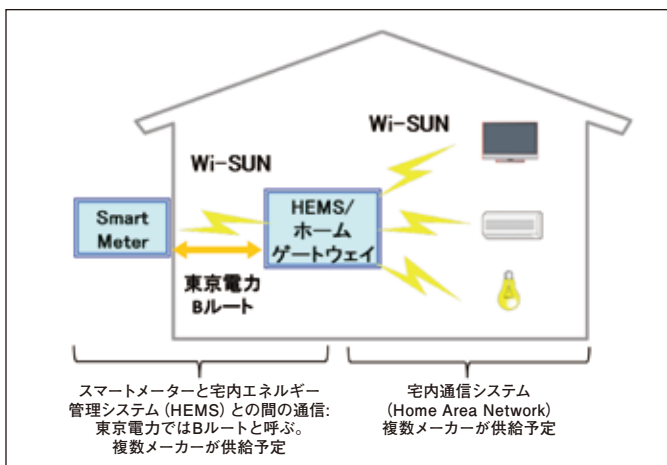 Wi-SUN
Wi-SUN
Smart
Meter
HEMS/
ホーム
ゲートウェイ
東京電力
Bルート
スマートメーターと宅内エネルギー
管理システム (HEMS) との間の通信:
東京電力ではBルートと呼ぶ。
複数メーカーが供給予定
宅内通信システム
(Home Area Network)
複数メーカーが供給予定